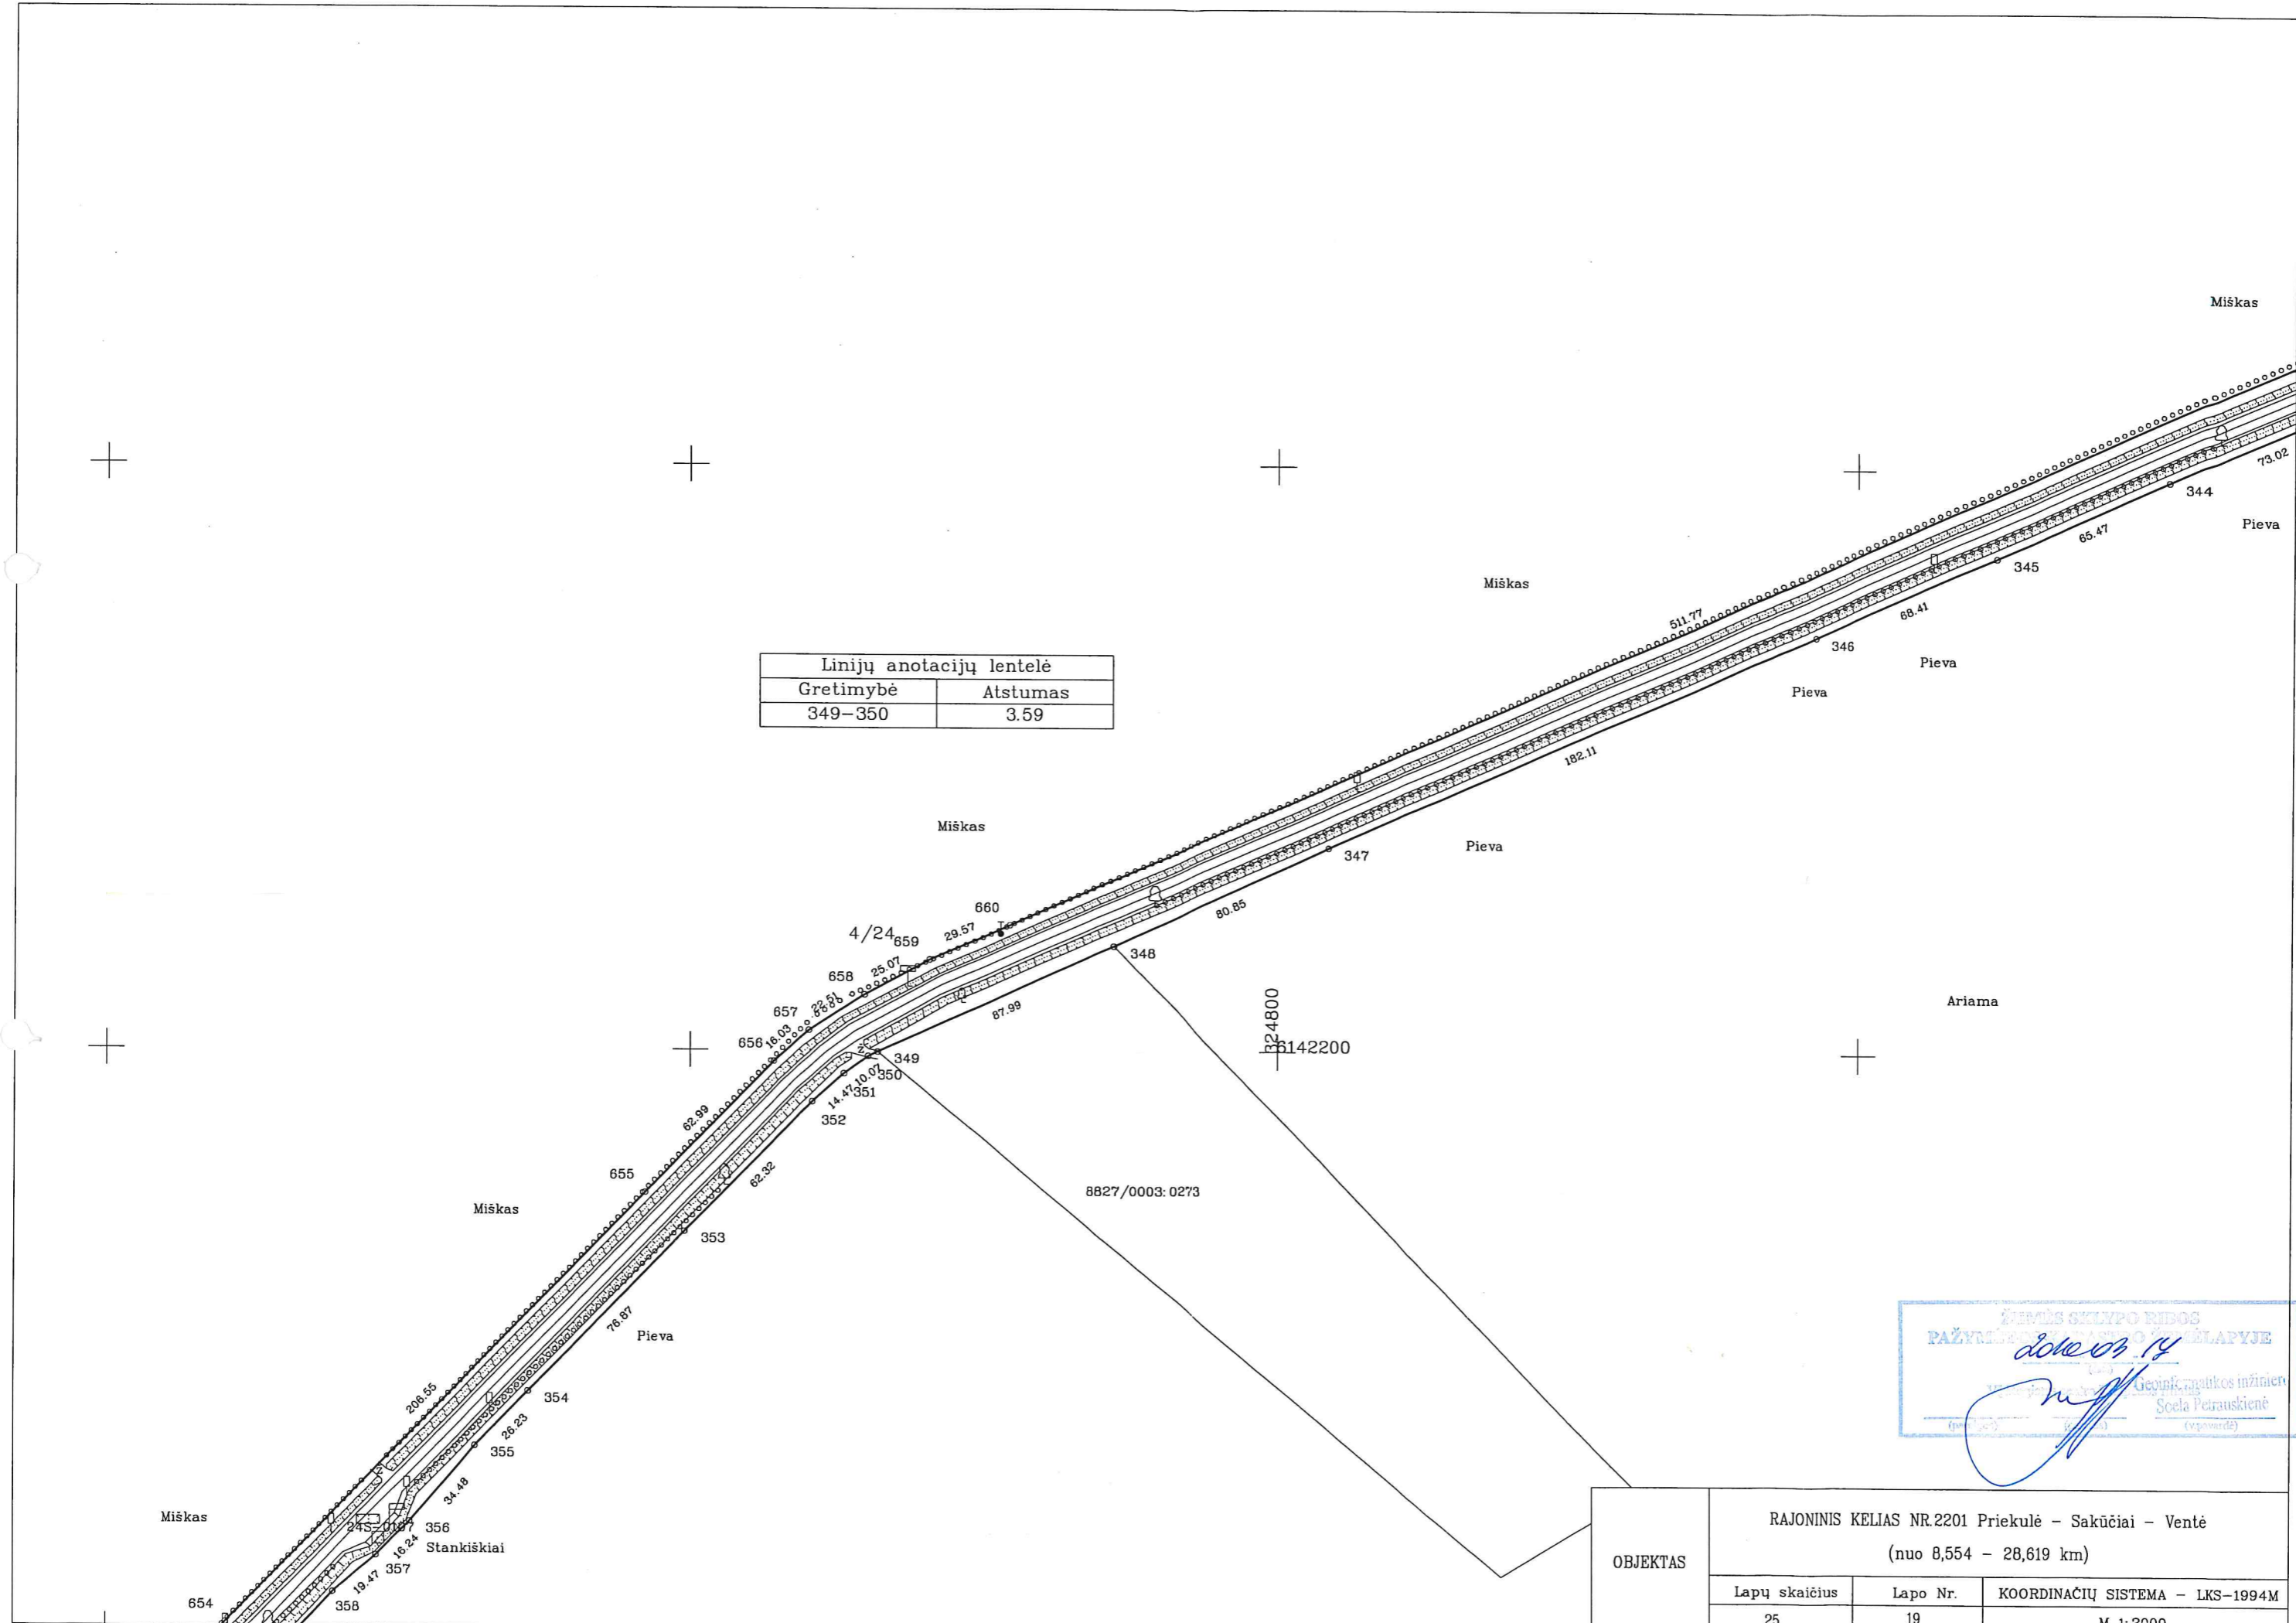 Miškas
73.02
344
Pieva
65.47
345
Miškas
511.77
68.41
346
Pieva
Pieva
Linijų anotacijų lentelė
Gretimybė Atstumas
349-350 3.59
182.11
Miškas
347
Pieva
80.85
660
29.57
4/24
659
348
25.07
658
22.51
657
87.99
324800
Ariama
16.03
656
6142200
349
10.07
350
14.47
351
352
62.99
655
62.32
8827/0003:0273
Miškas
353
76.67
Pieva
354
206.55
26.23
355
34.48
Miškas
356
16.24
Stankiškiai
357
19.47
654
358
ŽEMĖS SKLYPO RIBOS
Geoinformatikos inžinierė
Soela Petrauskienė
OBJEKTAS
RAJONINIS KELIAS NR.2201 Priekulė - Sakūčiai - Ventė
(nuo 8,554 - 28,619 km)
Lapų skaičius Lapo Nr. KOORDINAČIŲ SISTEMA - LKS-1994M
25 19